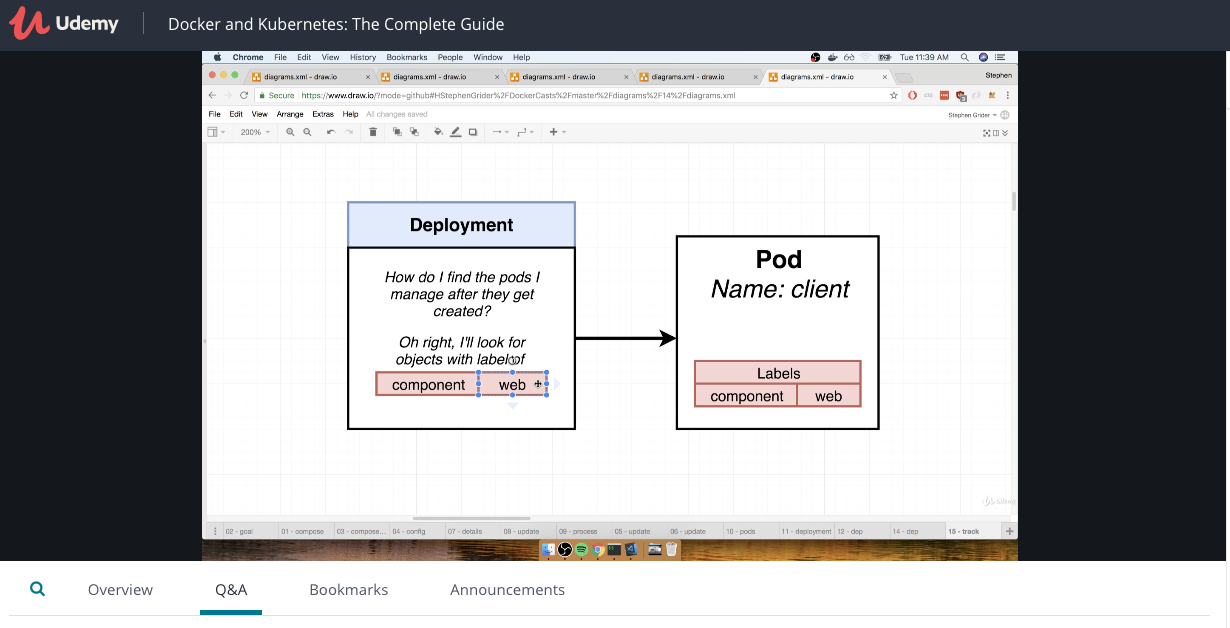 Udemy
Docker and Kubernetes: The Complete Guide
Chrome File Edit View History Bookmarks People Window Help
Tue 11:39 AM
diagrams.xml - draw.io
diagrams.xml - draw.io
diagrams.xml - draw.io
diagrams.xml - draw.io
diagrams.xml - draw.io
Stephen
Secure
https://www.draw.io/?mode=github#HStephenGrider%2FDockerCasts%2Fmaster%2Fdiagrams%2F14%2Fdiagrams.xml
File Edit View Arrange Extras Help All changes saved
Stephen Grider
200%
Deployment
How do I find the pods I
manage after they get
created?
Oh right, I'll look for
objects with label of
component web
Pod
Name: client
Labels
component web
02 - goal
01 - compose
03 - compose...
04 - config
07 - details
08 - update
09 - process
05 - update
06 - update
10 - pods
11 - deployment
12 - dep
14 - dep
15 - track
Overview
Q&A
Bookmarks
Announcements